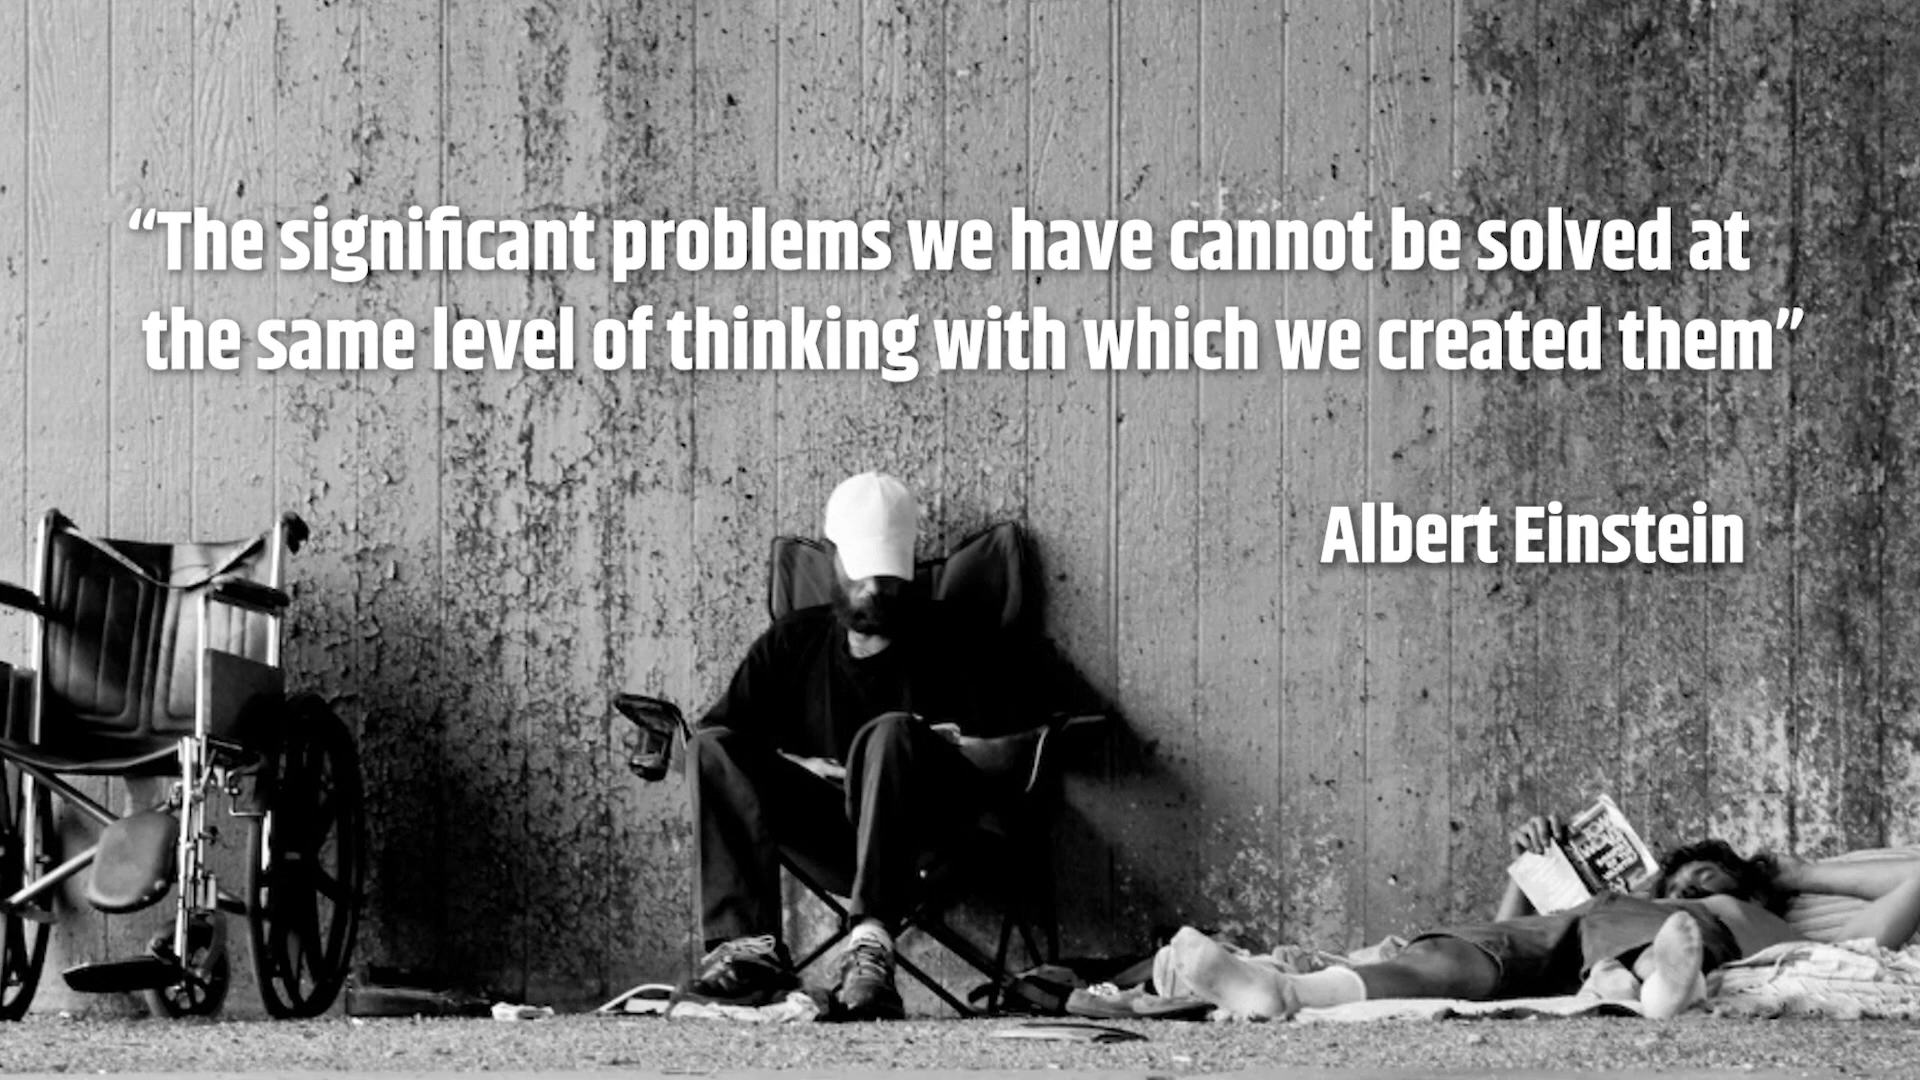 “The significant problems we have cannot be solved at
the same level of thinking with which we created them”
Albert Einstein